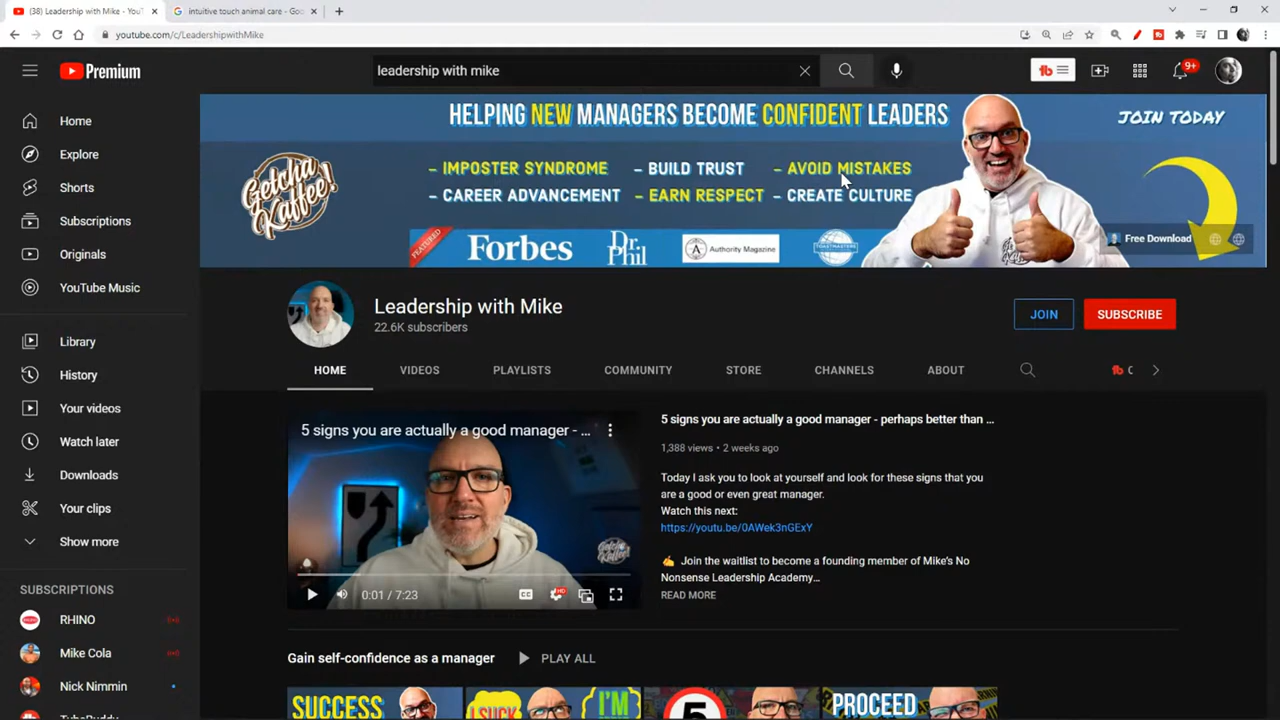 (38) Leadership with Mike - YouT
intuitive touch animal care - Goo
youtube.com/c/LeadershipwithMike
Premium
leadership with mike
9+
Home
Explore
Shorts
Subscriptions
Originals
YouTube Music
Library
History
Your videos
Watch later
Downloads
Your clips
Show more
SUBSCRIPTIONS
RHINO
Mike Cola
Nick Nimmin
HELPING NEW MANAGERS BECOME CONFIDENT LEADERS
JOIN TODAY
Getcha Kaffee!
- IMPOSTER SYNDROME - BUILD TRUST - AVOID MISTAKES
- CAREER ADVANCEMENT - EARN RESPECT - CREATE CULTURE
FEATURED
Forbes
Dr. Phil
Authority Magazine
TOASTMASTERS
Free Download
Leadership with Mike
22.6K subscribers
JOIN
SUBSCRIBE
HOME VIDEOS PLAYLISTS COMMUNITY STORE CHANNELS ABOUT
5 signs you are actually a good manager - ...
0:01 / 7:23
5 signs you are actually a good manager - perhaps better than ...
1,388 views • 2 weeks ago
Today I ask you to look at yourself and look for these signs that you
are a good or even great manager.
Watch this next:
https://youtu.be/0AWek3nGExY
✍ Join the waitlist to become a founding member of Mike's No
Nonsense Leadership Academy...
READ MORE
Gain self-confidence as a manager
PLAY ALL
SUCCESS
I SUCK
I'M
5
PROCEED